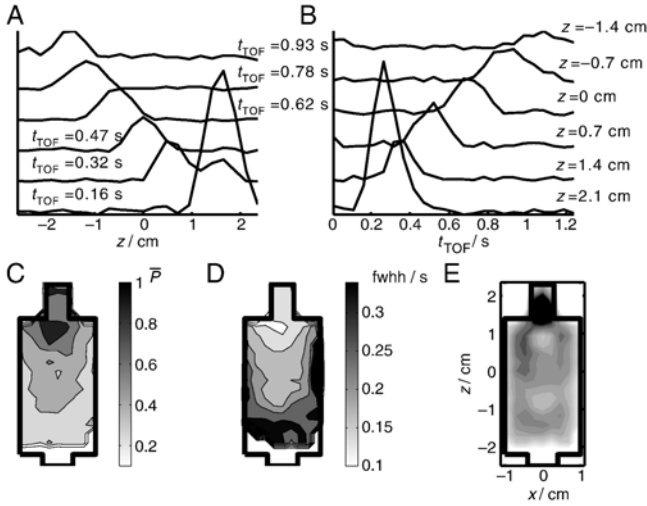 A
B
t_TOF=0.93 s
t_TOF=0.78 s
t_TOF=0.62 s
t_TOF=0.47 s
t_TOF=0.32 s
t_TOF=0.16 s
−2 −1 0 1 2
z / cm
z=−1.4 cm
z=−0.7 cm
z=0 cm
z=0.7 cm
z=1.4 cm
z=2.1 cm
0 0.2 0.4 0.6 0.8 1 1.2
t_TOF / s
C
1 P̅
0.8
0.6
0.4
0.2
D
fwhh / s
0.3
0.25
0.2
0.15
0.1
E
z / cm
2
1
0
−1
−2
−1 0 1
x / cm